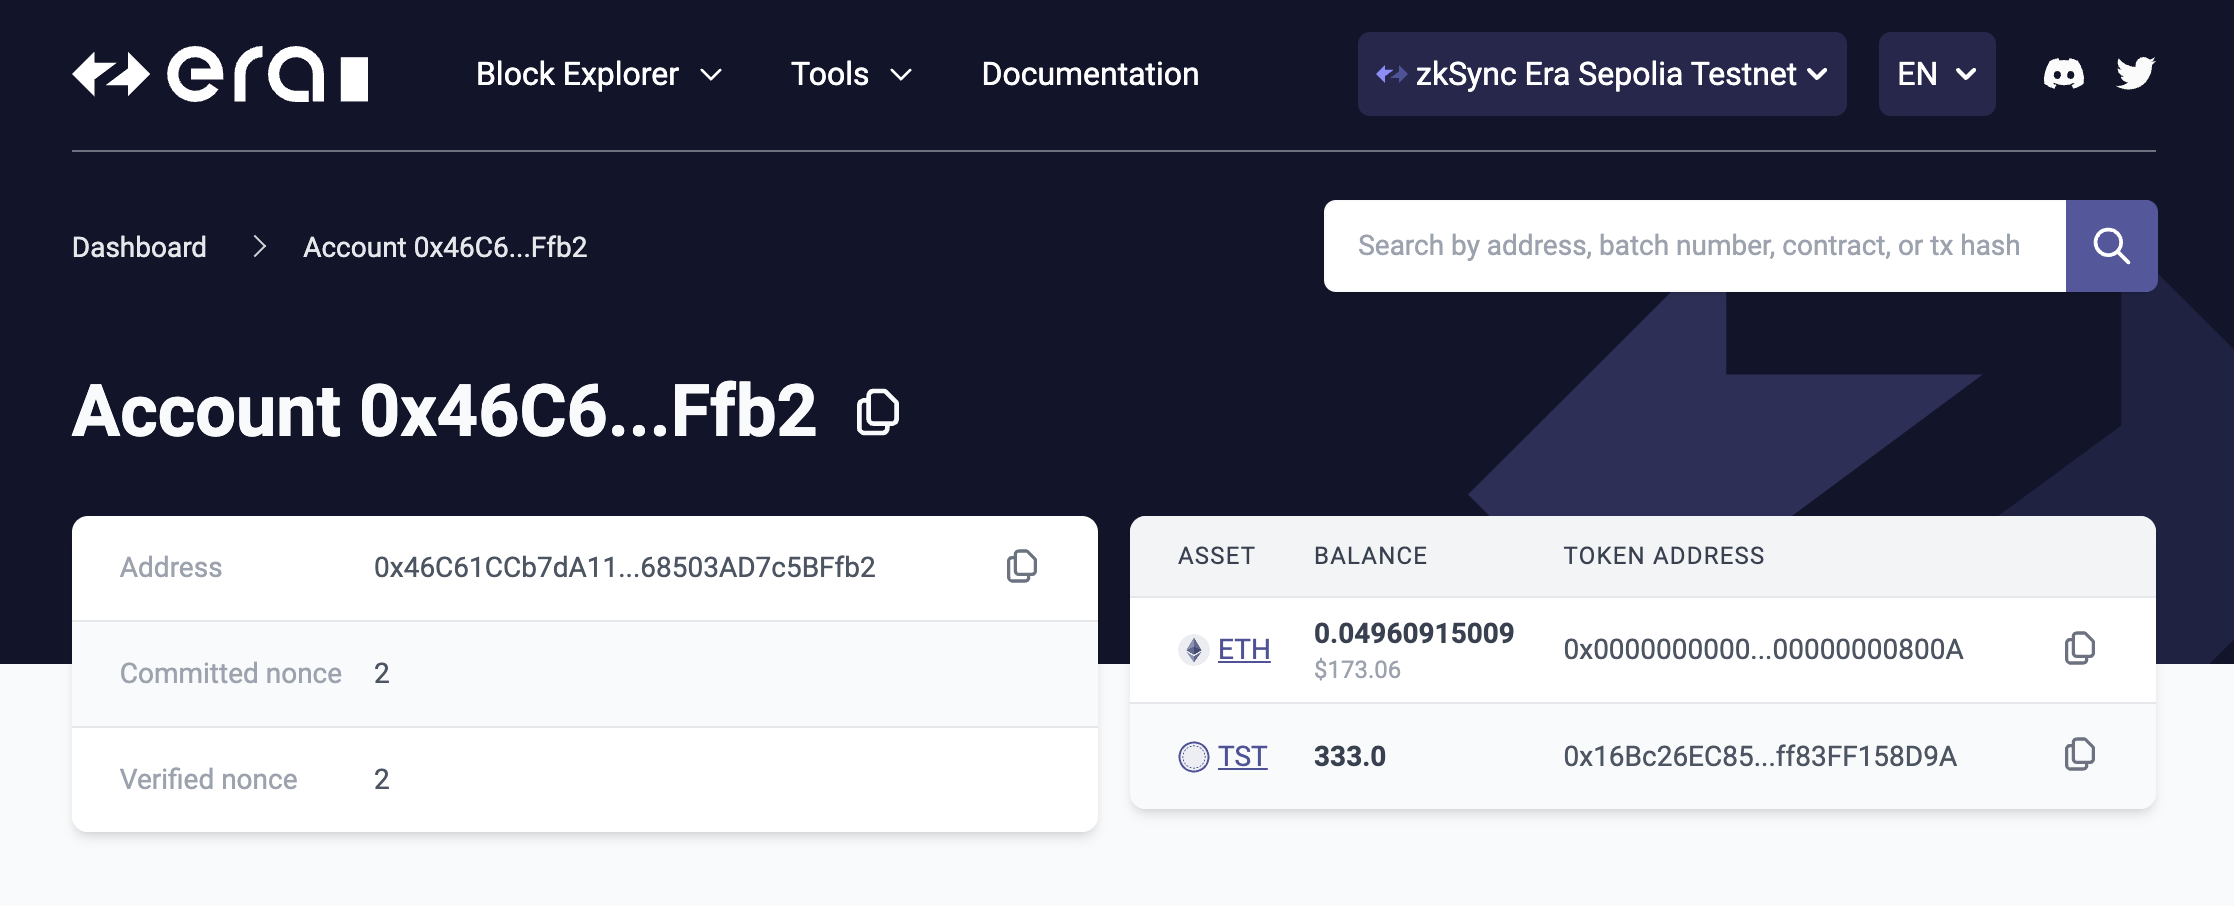 era
Block Explorer
Tools
Documentation
zkSync Era Sepolia Testnet
EN
Dashboard
Account 0x46C6...Ffb2
Search by address, batch number, contract, or tx hash
Account 0x46C6...Ffb2
Address 0x46C61CCb7dA11...68503AD7c5BFfb2
Committed nonce 2
Verified nonce 2
ASSET BALANCE TOKEN ADDRESS
ETH 0.04960915009 0x0000000000...00000000800A
$173.06
TST 333.0 0x16Bc26EC85...ff83FF158D9A